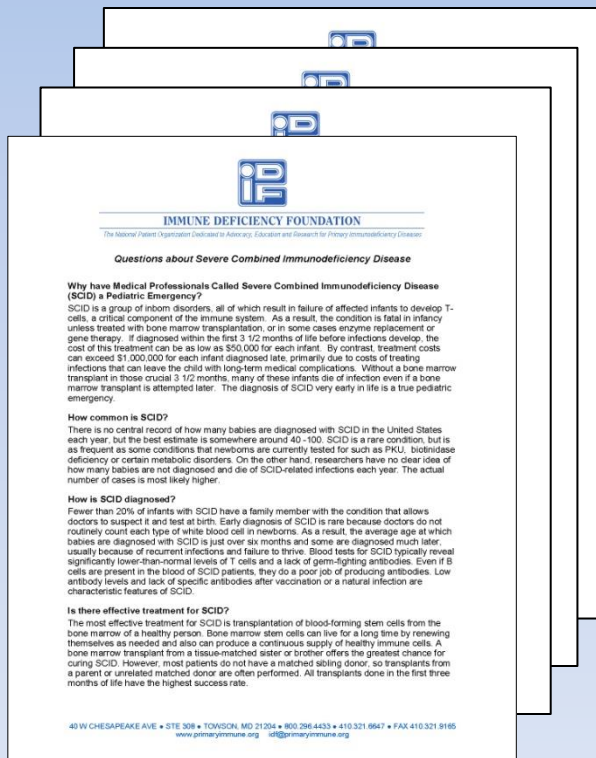 IDF
IDF
IDF
IDF
IMMUNE DEFICIENCY FOUNDATION
The National Patient Organization Dedicated to Advocacy, Education and Research for Primary Immunodeficiency Diseases
Questions about Severe Combined Immunodeficiency Disease
Why have Medical Professionals Called Severe Combined Immunodeficiency Disease
(SCID) a Pediatric Emergency?
SCID is a group of inborn disorders, all of which result in failure of affected infants to develop T-
cells, a critical component of the immune system. As a result, the condition is fatal in infancy
unless treated with bone marrow transplantation, or in some cases enzyme replacement or
gene therapy. If diagnosed within the first 3 1/2 months of life before infections develop, the
cost of this treatment can be as low as $50,000 for each infant. By contrast, treatment costs
can exceed $1,000,000 for each infant diagnosed late, primarily due to costs of treating
infections that can leave the child with long-term medical complications. Without a bone marrow
transplant in those crucial 3 1/2 months, many of these infants die of infection even if a bone
marrow transplant is attempted later. The diagnosis of SCID very early in life is a true pediatric
emergency.
How common is SCID?
There is no central record of how many babies are diagnosed with SCID in the United States
each year, but the best estimate is somewhere around 40 -100. SCID is a rare condition, but is
as frequent as some conditions that newborns are currently tested for such as PKU, biotinidase
deficiency or certain metabolic disorders. On the other hand, researchers have no clear idea of
how many babies are not diagnosed and die of SCID-related infections each year. The actual
number of cases is most likely higher.
How is SCID diagnosed?
Fewer than 20% of infants with SCID have a family member with the condition that allows
doctors to suspect it and test at birth. Early diagnosis of SCID is rare because doctors do not
routinely count each type of white blood cell in newborns. As a result, the average age at which
babies are diagnosed with SCID is just over six months and some are diagnosed much later,
usually because of recurrent infections and failure to thrive. Blood tests for SCID typically reveal
significantly lower-than-normal levels of T cells and a lack of germ-fighting antibodies. Even if B
cells are present in the blood of SCID patients, they do a poor job of producing antibodies. Low
antibody levels and lack of specific antibodies after vaccination or a natural infection are
characteristic features of SCID.
Is there effective treatment for SCID?
The most effective treatment for SCID is transplantation of blood-forming stem cells from the
bone marrow of a healthy person. Bone marrow stem cells can live for a long time by renewing
themselves as needed and also can produce a continuous supply of healthy immune cells. A
bone marrow transplant from a tissue-matched sister or brother offers the greatest chance for
curing SCID. However, most patients do not have a matched sibling donor, so transplants from
a parent or unrelated matched donor are often performed. All transplants done in the first three
months of life have the highest success rate.
40 W CHESAPEAKE AVE • STE 308 • TOWSON, MD 21204 • 800.296.4433 • 410.321.6647 • FAX 410.321.9165
www.primaryimmune.org idf@primaryimmune.org